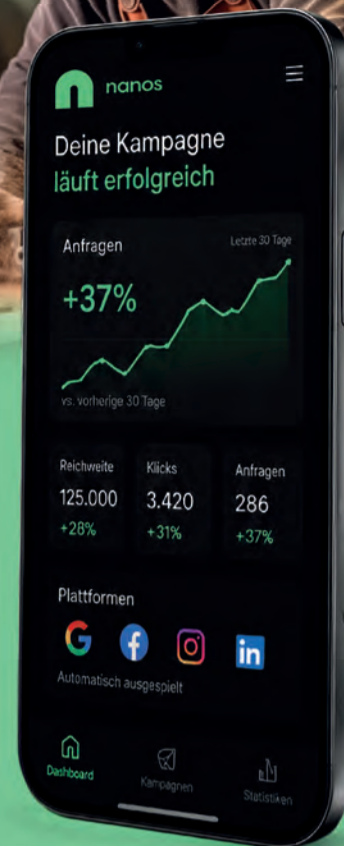 nanos
Deine Kampagne
läuft erfolgreich
Anfragen
Letzte 30 Tage
+37%
vs. vorherige 30 Tage
Reichweite
Klicks
Anfragen
125.000
3.420
286
+28%
+31%
+37%
Plattformen
in
Automatisch ausgespielt
Dashboard
Kampagnen
Statistiken